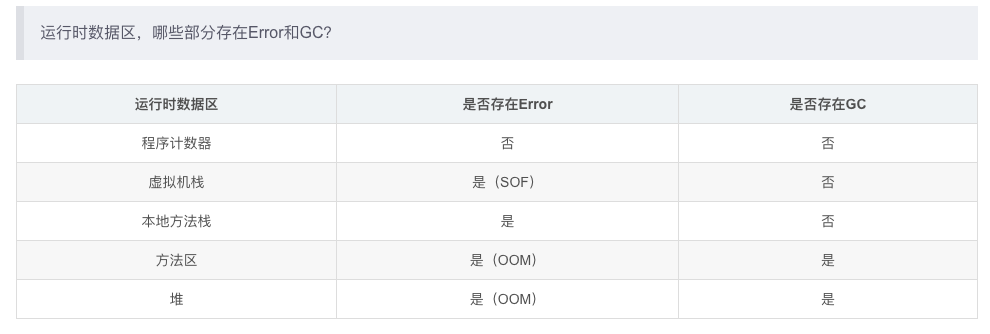 运行时数据区，哪些部分存在Error和GC?
运行时数据区 是否存在Error 是否存在GC
程序计数器 否 否
虚拟机栈 是（SOF） 否
本地方法栈 是 否
方法区 是（OOM） 是
堆 是（OOM） 是